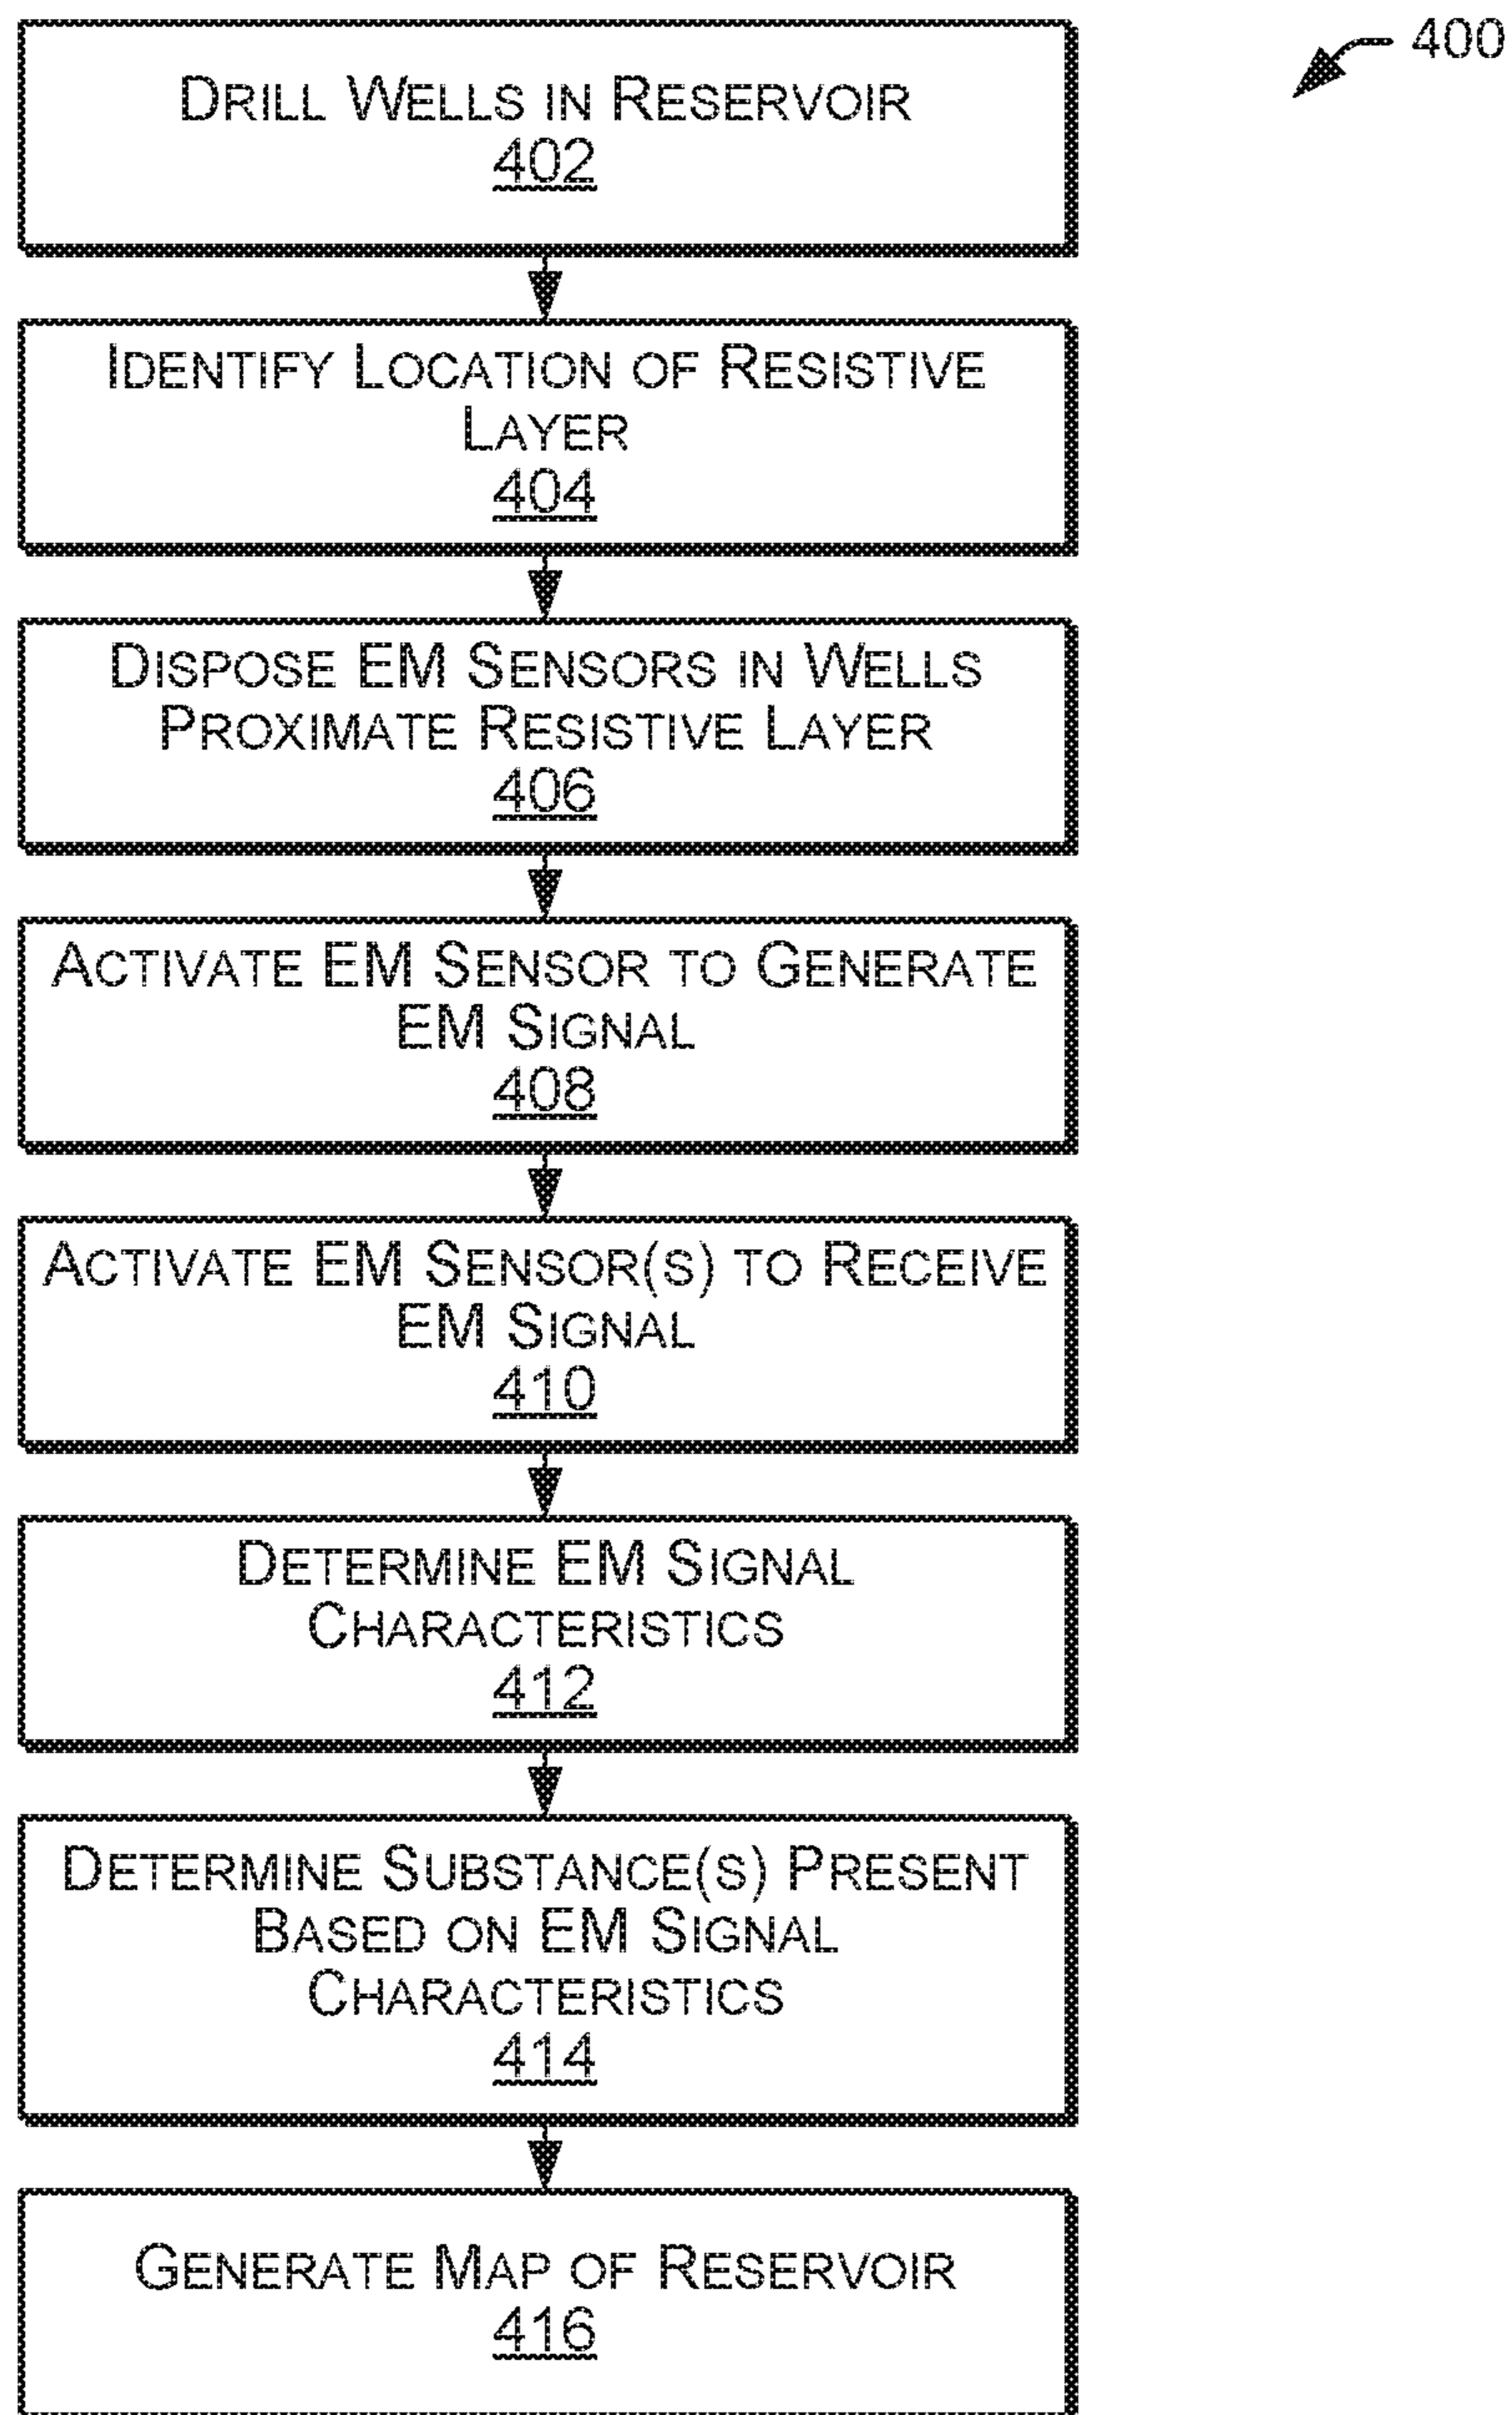 400
DRILL WELLS IN RESERVOIR
402
IDENTIFY LOCATION OF RESISTIVE
LAYER
404
DISPOSE EM SENSORS IN WELLS
PROXIMATE RESISTIVE LAYER
406
ACTIVATE EM SENSOR TO GENERATE
EM SIGNAL
408
ACTIVATE EM SENSOR(S) TO RECEIVE
EM SIGNAL
410
DETERMINE EM SIGNAL
CHARACTERISTICS
412
DETERMINE SUBSTANCE(S) PRESENT
BASED ON EM SIGNAL
CHARACTERISTICS
414
GENERATE MAP OF RESERVOIR
416